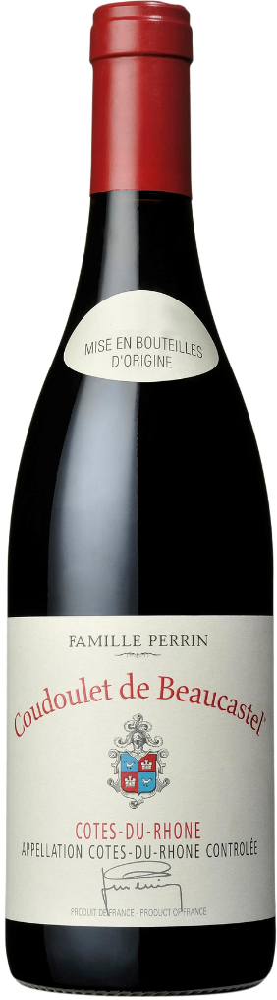 MISE EN BOUTEILLES
D'ORIGINE
FAMILLE PERRIN
Coudoulet de Beaucastel®
COTES-DU-RHONE
APPELLATION COTES-DU-RHONE CONTROLÉE
PRODUIT DE FRANCE - PRODUCT OF FRANCE